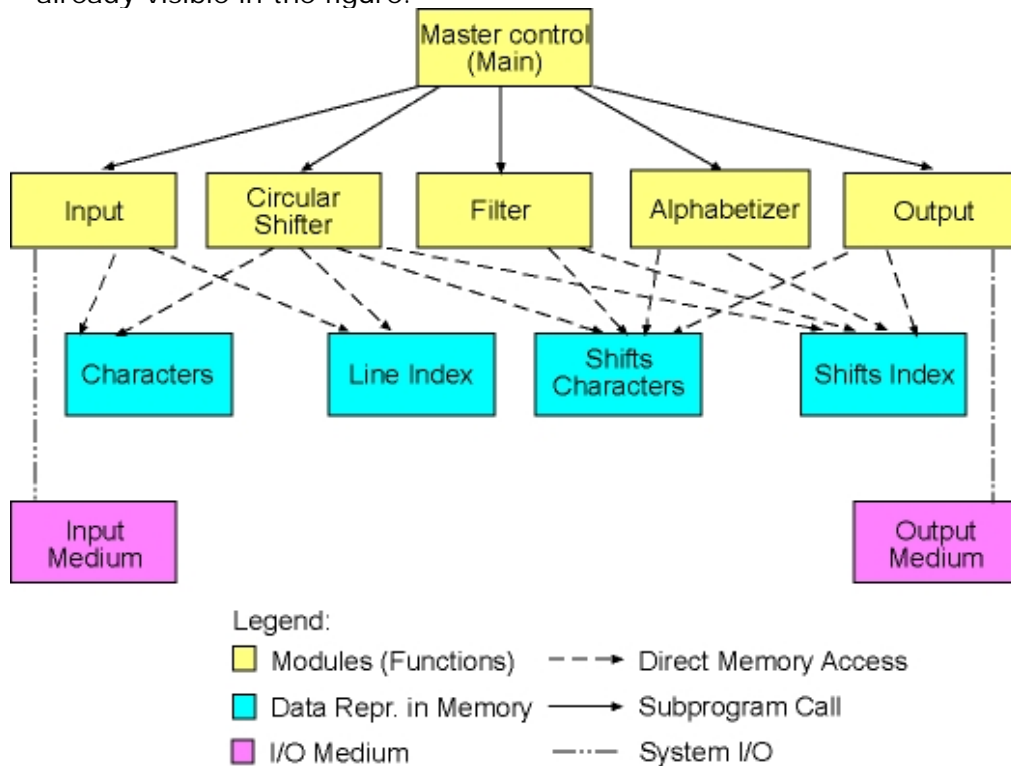 already visible in the figure.
Master control
(Main)
Input
Circular
Shifter
Filter
Alphabetizer
Output
Characters
Line Index
Shifts
Characters
Shifts Index
Input
Medium
Output
Medium
Legend:
Modules (Functions)
Direct Memory Access
Data Repr. in Memory
Subprogram Call
I/O Medium
System I/O